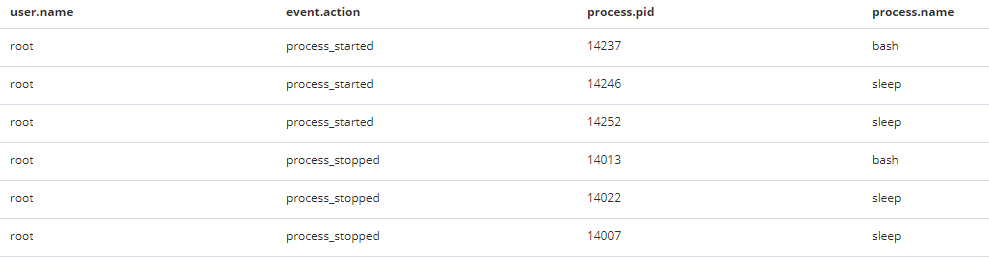 user.name event.action process.pid process.name
root process_started 14237 bash
root process_started 14246 sleep
root process_started 14252 sleep
root process_stopped 14013 bash
root process_stopped 14022 sleep
root process_stopped 14007 sleep